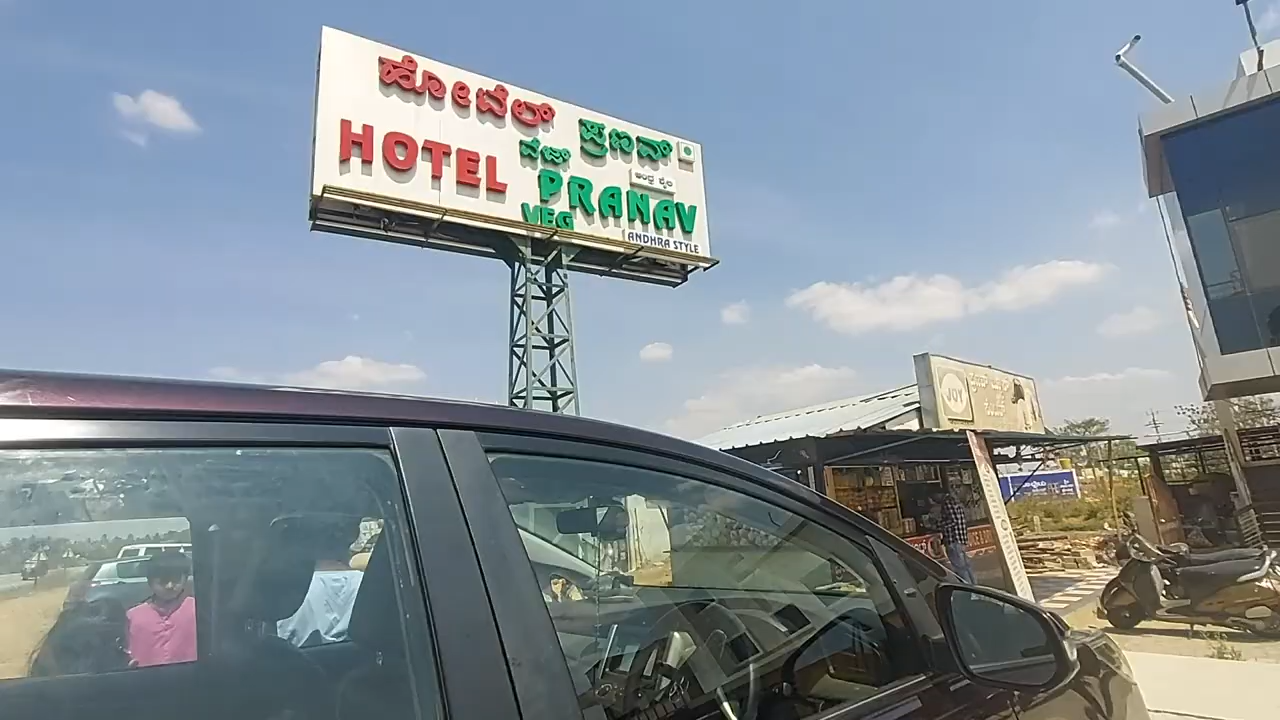 ಹೋಟೆಲ್ ಪ್ರಣವ್
ವೆಜ್
ಆಂಧ್ರ ಶೈಲಿ
HOTEL PRANAV
VEG
ANDHRA STYLE
JOY